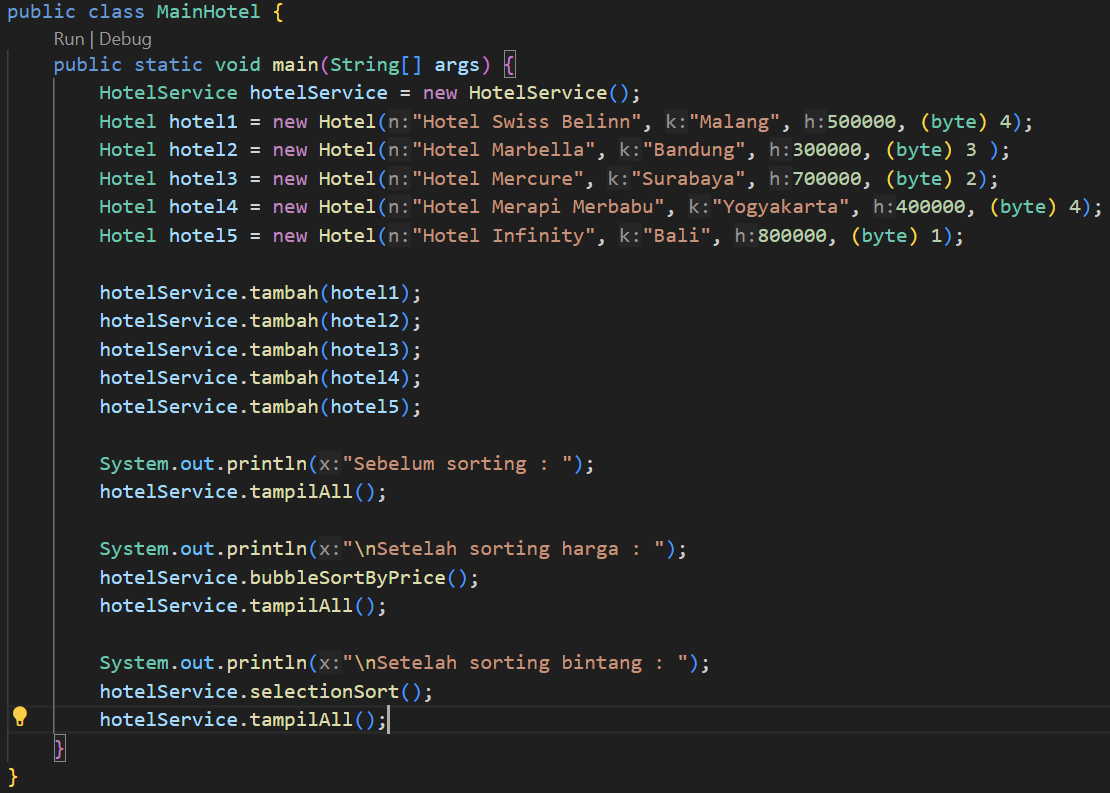 public class MainHotel {
Run | Debug
public static void main(String[] args) {
HotelService hotelService = new HotelService();
Hotel hotel1 = new Hotel(n:"Hotel Swiss Belinn", k:"Malang", h:500000, (byte) 4);
Hotel hotel2 = new Hotel(n:"Hotel Marbella", k:"Bandung", h:300000, (byte) 3 );
Hotel hotel3 = new Hotel(n:"Hotel Mercure", k:"Surabaya", h:700000, (byte) 2);
Hotel hotel4 = new Hotel(n:"Hotel Merapi Merbabu", k:"Yogyakarta", h:400000, (byte) 4);
Hotel hotel5 = new Hotel(n:"Hotel Infinity", k:"Bali", h:800000, (byte) 1);
hotelService.tambah(hotel1);
hotelService.tambah(hotel2);
hotelService.tambah(hotel3);
hotelService.tambah(hotel4);
hotelService.tambah(hotel5);
System.out.println(x:"Sebelum sorting : ");
hotelService.tampilAll();
System.out.println(x:"\nSetelah sorting harga : ");
hotelService.bubbleSortByPrice();
hotelService.tampilAll();
System.out.println(x:"\nSetelah sorting bintang : ");
hotelService.selectionSort();
hotelService.tampilAll();
}
}